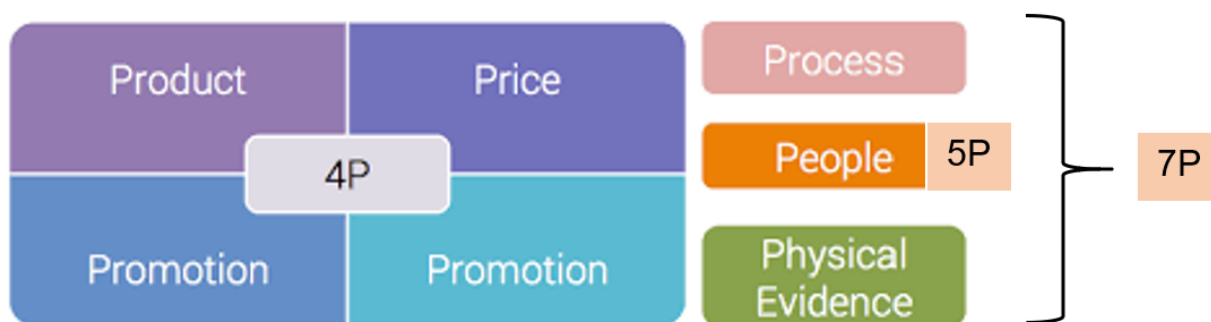 Product
Price
4P
Promotion
Promotion
Process
People
5P
Physical
Evidence
7P